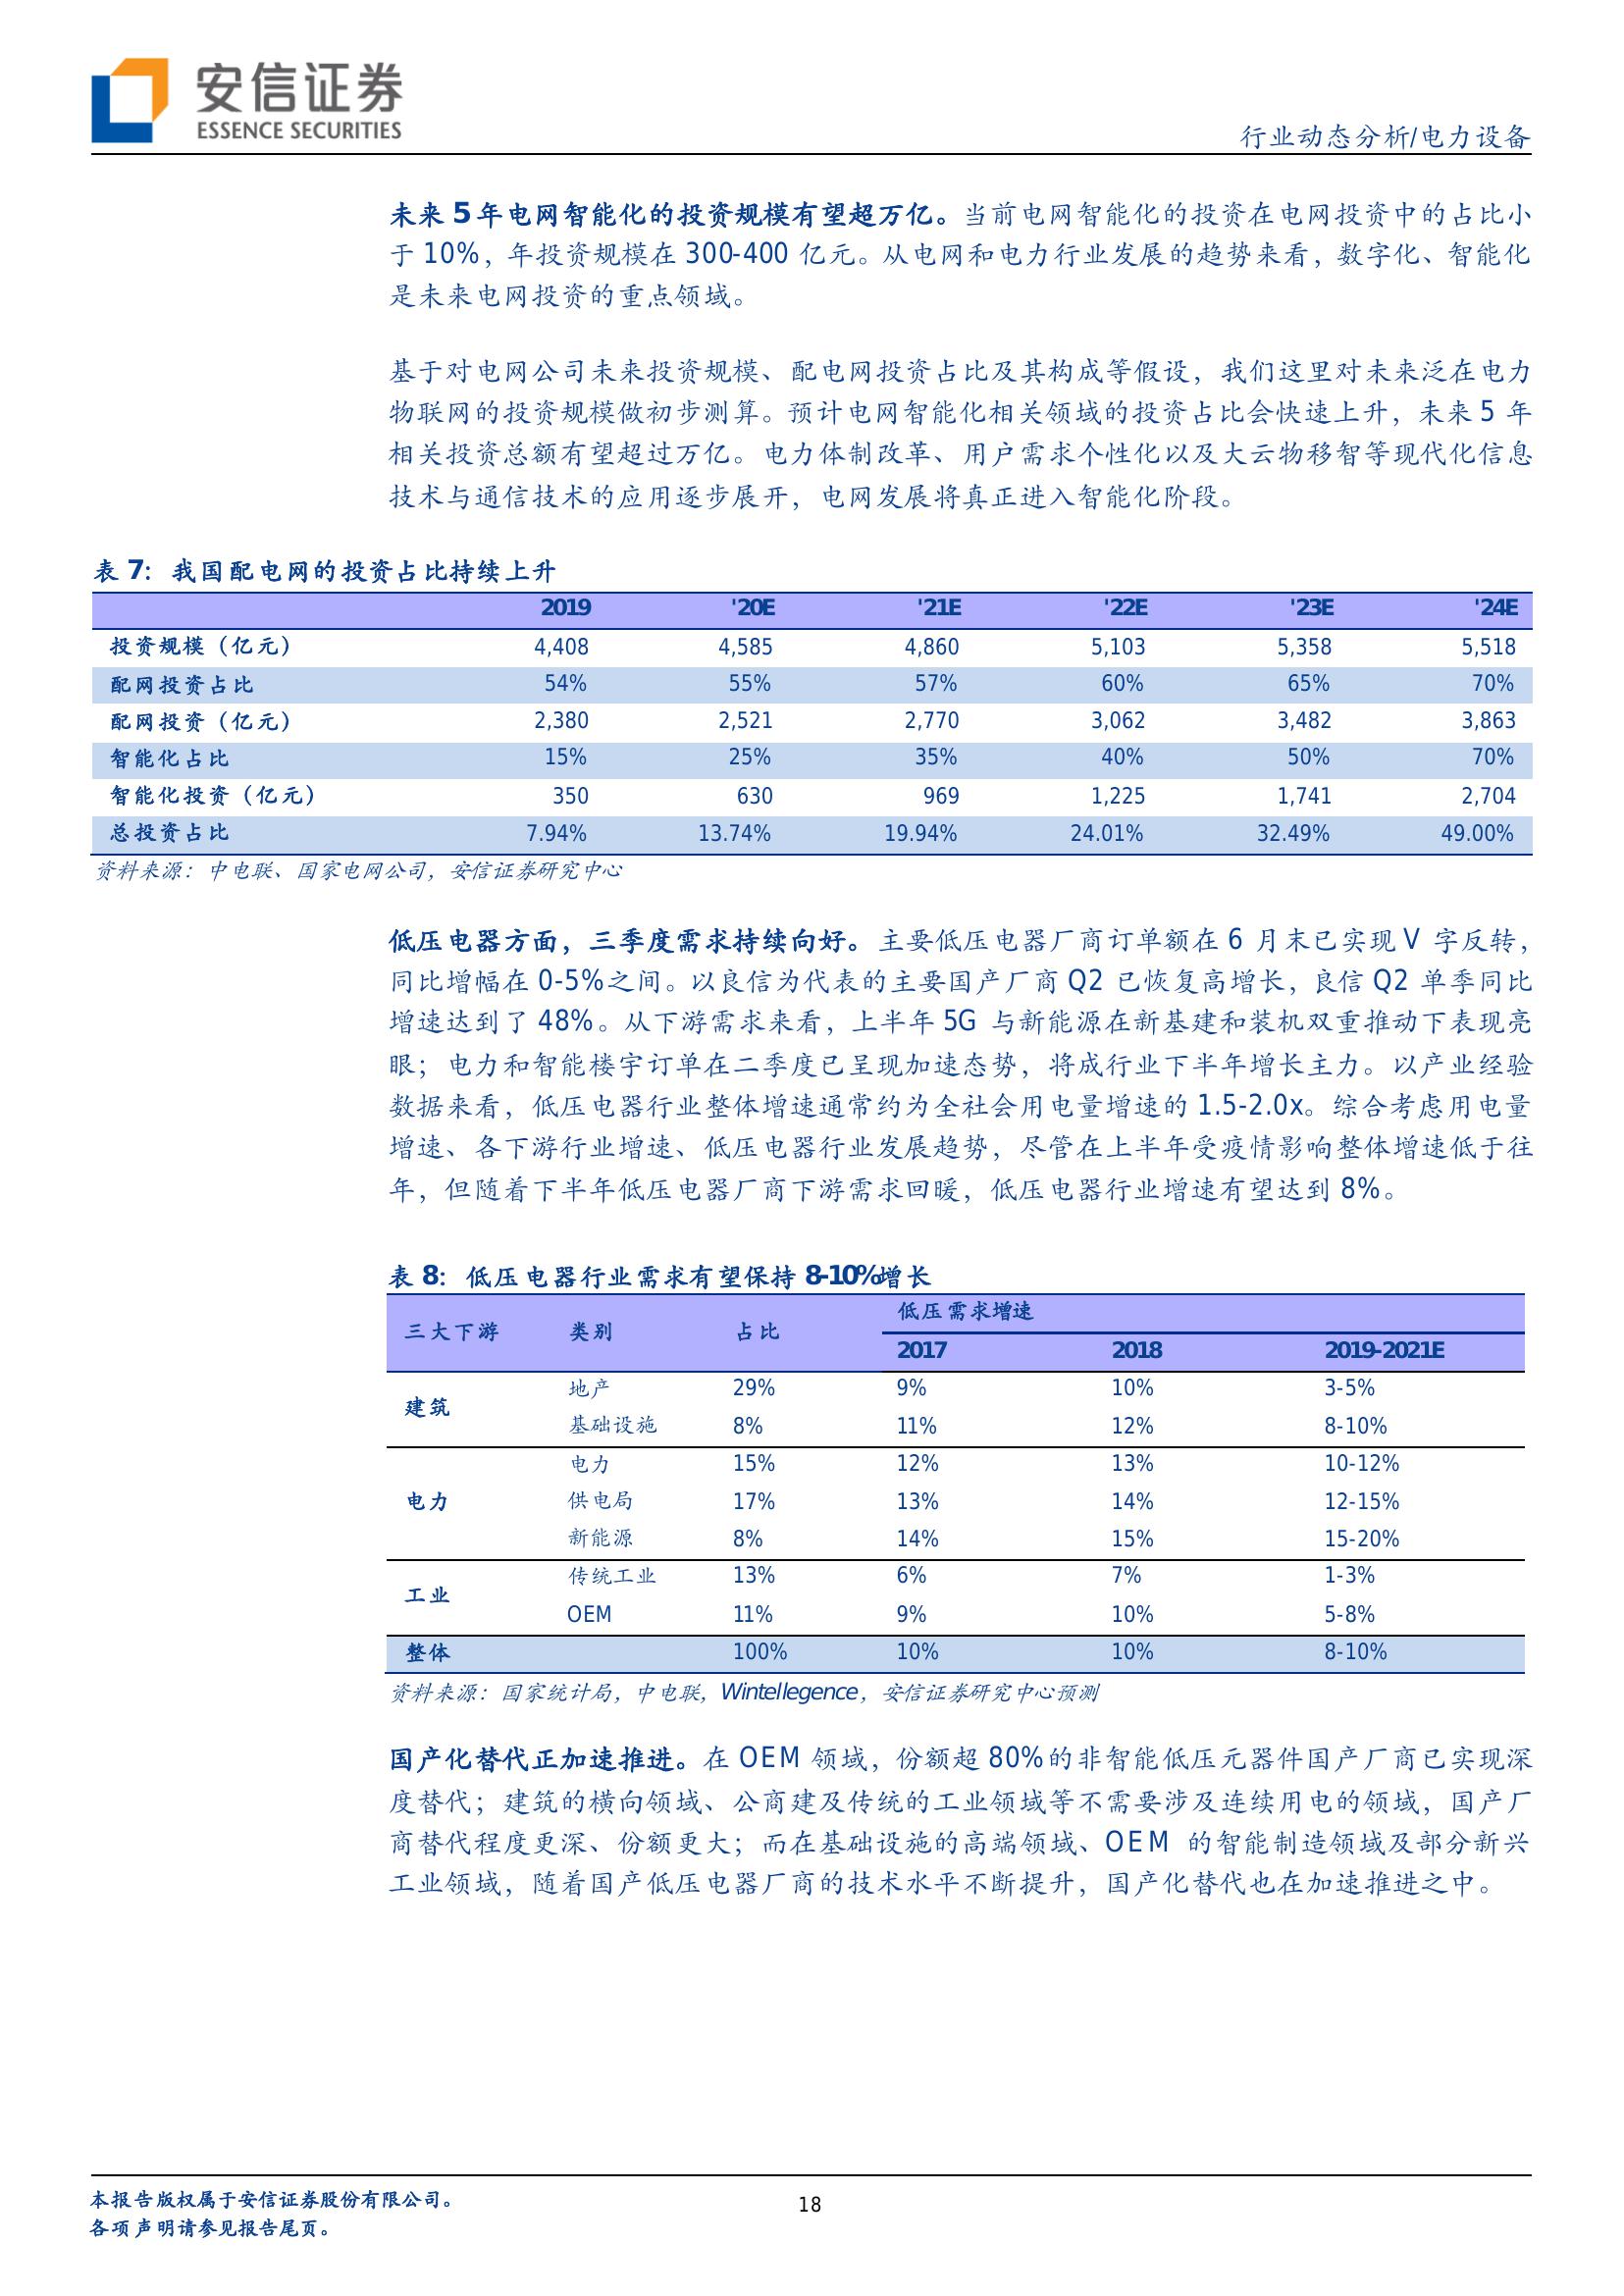 安信证券
ESSENCE SECURITIES
行业动态分析/电力设备
未来 5 年电网智能化的投资规模有望超万亿。当前电网智能化的投资在电网投资中的占比小
于 10%，年投资规模在 300-400 亿元。从电网和电力行业发展的趋势来看，数字化、智能化
是未来电网投资的重点领域。
基于对电网公司未来投资规模、配电网投资占比及其构成等假设，我们这里对未来泛在电力
物联网的投资规模做初步测算。预计电网智能化相关领域的投资占比会快速上升，未来 5 年
相关投资总额有望超过万亿。电力体制改革、用户需求个性化以及大云物移智等现代化信息
技术与通信技术的应用逐步展开，电网发展将真正进入智能化阶段。
表 7：我国配电网的投资占比持续上升
2019 '20E '21E '22E '23E '24E
投资规模（亿元） 4,408 4,585 4,860 5,103 5,358 5,518
配网投资占比 54% 55% 57% 60% 65% 70%
配网投资（亿元） 2,380 2,521 2,770 3,062 3,482 3,863
智能化占比 15% 25% 35% 40% 50% 70%
智能化投资（亿元） 350 630 969 1,225 1,741 2,704
总投资占比 7.94% 13.74% 19.94% 24.01% 32.49% 49.00%
资料来源：中电联、国家电网公司，安信证券研究中心
低压电器方面，三季度需求持续向好。主要低压电器厂商订单额在 6 月末已实现 V 字反转，
同比增幅在 0-5%之间。以良信为代表的主要国产厂商 Q2 已恢复高增长，良信 Q2 单季同比
增速达到了 48%。从下游需求来看，上半年 5G 与新能源在新基建和装机双重推动下表现亮
眼；电力和智能楼宇订单在二季度已呈现加速态势，将成行业下半年增长主力。以产业经验
数据来看，低压电器行业整体增速通常约为全社会用电量增速的 1.5-2.0x。综合考虑用电量
增速、各下游行业增速、低压电器行业发展趋势，尽管在上半年受疫情影响整体增速低于往
年，但随着下半年低压电器厂商下游需求回暖，低压电器行业增速有望达到 8%。
表 8：低压电器行业需求有望保持 8-10%增长
三大下游 类别 占比 低压需求增速
2017 2018 2019-2021E
建筑 地产 29% 9% 10% 3-5%
基础设施 8% 11% 12% 8-10%
电力 电力 15% 12% 13% 10-12%
供电局 17% 13% 14% 12-15%
新能源 8% 14% 15% 15-20%
工业 传统工业 13% 6% 7% 1-3%
OEM 11% 9% 10% 5-8%
整体 100% 10% 10% 8-10%
资料来源：国家统计局，中电联，Wintellegence，安信证券研究中心预测
国产化替代正加速推进。在 OEM 领域，份额超 80%的非智能低压元器件国产厂商已实现深
度替代；建筑的横向领域、公商建及传统的工业领域等不需要涉及连续用电的领域，国产厂
商替代程度更深、份额更大；而在基础设施的高端领域、OEM 的智能制造领域及部分新兴
工业领域，随着国产低压电器厂商的技术水平不断提升，国产化替代也在加速推进之中。
本报告版权属于安信证券股份有限公司。
18
各项声明请参见报告尾页。